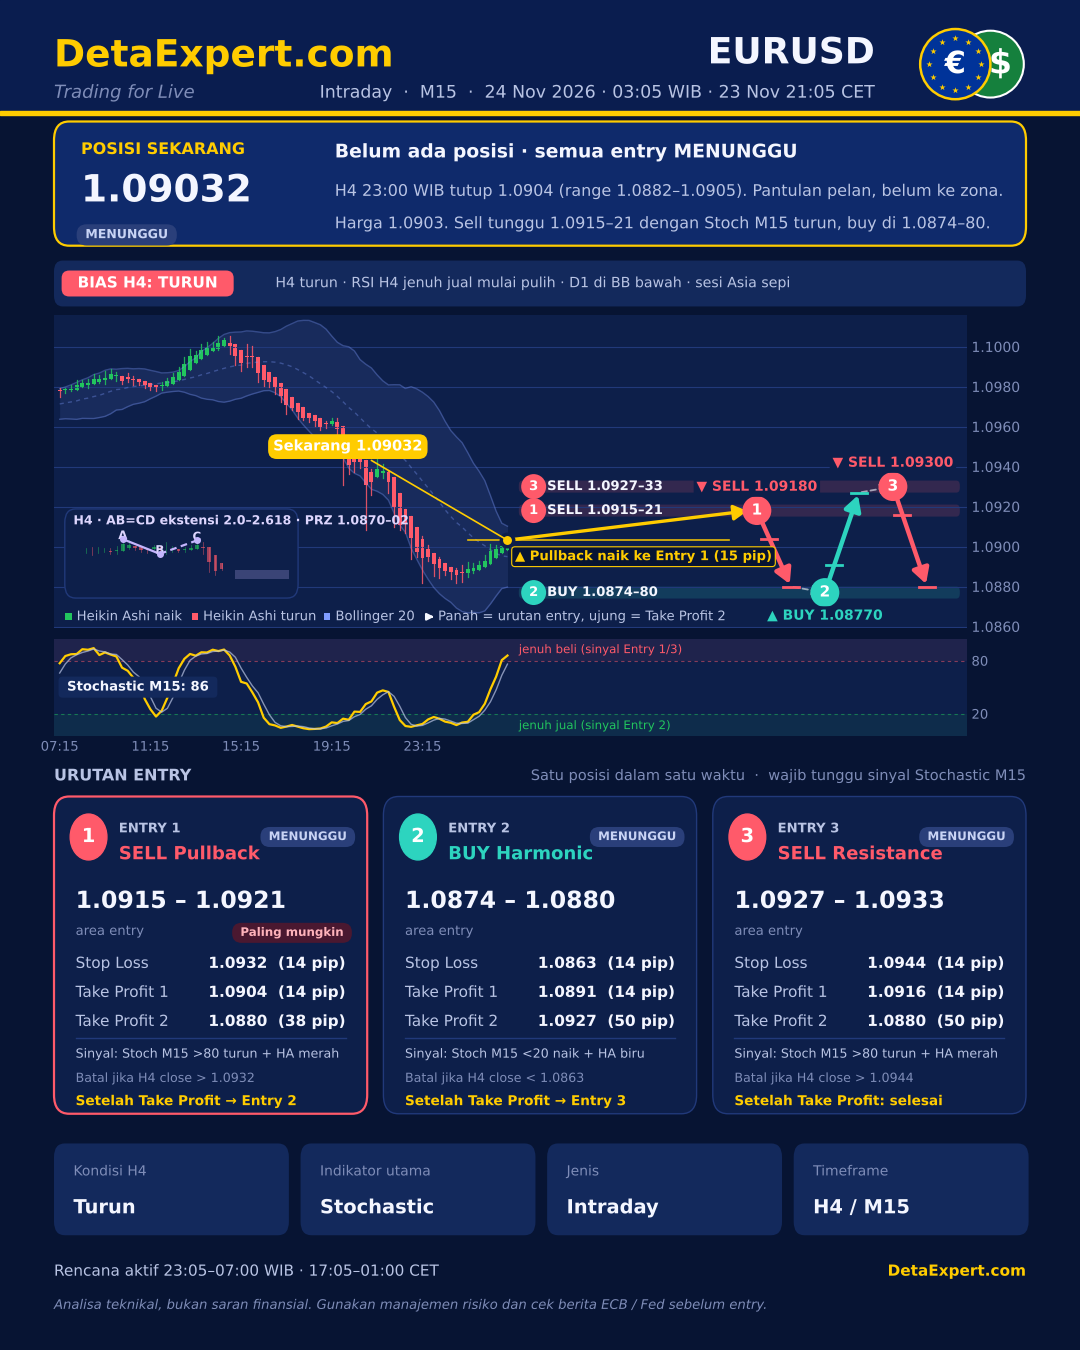 DetaExpert.com
EURUSD
€ $
Trading for Live
Intraday · M15 · 24 Nov 2026 · 03:05 WIB · 23 Nov 21:05 CET
POSISI SEKARANG
1.09032
MENUNGGU
Belum ada posisi · semua entry MENUNGGU
H4 23:00 WIB tutup 1.0904 (range 1.0882–1.0905). Pantulan pelan, belum ke zona.
Harga 1.0903. Sell tunggu 1.0915–21 dengan Stoch M15 turun, buy di 1.0874–80.
BIAS H4: TURUN
H4 turun · RSI H4 jenuh jual mulai pulih · D1 di BB bawah · sesi Asia sepi
1.1000
1.0980
1.0960
1.0940
1.0920
1.0900
1.0880
1.0860
Sekarang 1.09032
▼ SELL 1.09300
3 SELL 1.0927–33
▼ SELL 1.09180
3
1 SELL 1.0915–21
1
H4 · AB=CD ekstensi 2.0–2.618 · PRZ 1.0870–02
A
B
C
▲ Pullback naik ke Entry 1 (15 pip)
2 BUY 1.0874–80
2
▲ BUY 1.08770
Heikin Ashi naik
Heikin Ashi turun
Bollinger 20
Panah = urutan entry, ujung = Take Profit 2
jenuh beli (sinyal Entry 1/3)
80
Stochastic M15: 86
20
jenuh jual (sinyal Entry 2)
07:15 11:15 15:15 19:15 23:15
URUTAN ENTRY
Satu posisi dalam satu waktu · wajib tunggu sinyal Stochastic M15
1
ENTRY 1
MENUNGGU
SELL Pullback
1.0915 – 1.0921
area entry
Paling mungkin
Stop Loss 1.0932 (14 pip)
Take Profit 1 1.0904 (14 pip)
Take Profit 2 1.0880 (38 pip)
Sinyal: Stoch M15 >80 turun + HA merah
Batal jika H4 close > 1.0932
Setelah Take Profit → Entry 2
2
ENTRY 2
MENUNGGU
BUY Harmonic
1.0874 – 1.0880
area entry
Stop Loss 1.0863 (14 pip)
Take Profit 1 1.0891 (14 pip)
Take Profit 2 1.0927 (50 pip)
Sinyal: Stoch M15 <20 naik + HA biru
Batal jika H4 close < 1.0863
Setelah Take Profit → Entry 3
3
ENTRY 3
MENUNGGU
SELL Resistance
1.0927 – 1.0933
area entry
Stop Loss 1.0944 (14 pip)
Take Profit 1 1.0916 (14 pip)
Take Profit 2 1.0880 (50 pip)
Sinyal: Stoch M15 >80 turun + HA merah
Batal jika H4 close > 1.0944
Setelah Take Profit: selesai
Kondisi H4
Turun
Indikator utama
Stochastic
Jenis
Intraday
Timeframe
H4 / M15
Rencana aktif 23:05–07:00 WIB · 17:05–01:00 CET
DetaExpert.com
Analisa teknikal, bukan saran finansial. Gunakan manajemen risiko dan cek berita ECB / Fed sebelum entry.